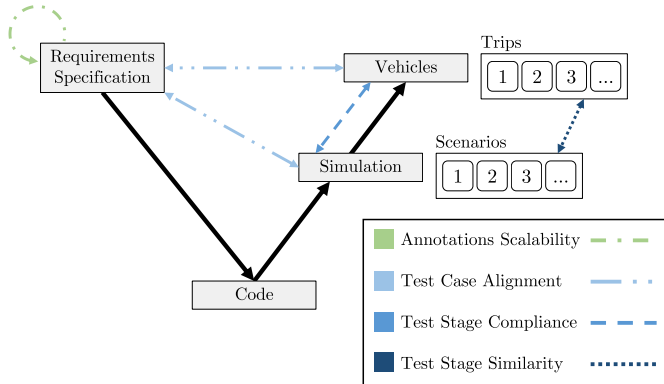 Requirements
Specification
Vehicles
Trips
1 2 3 ...
Scenarios
1 2 3 ...
Simulation
Code
Annotations Scalability
Test Case Alignment
Test Stage Compliance
Test Stage Similarity